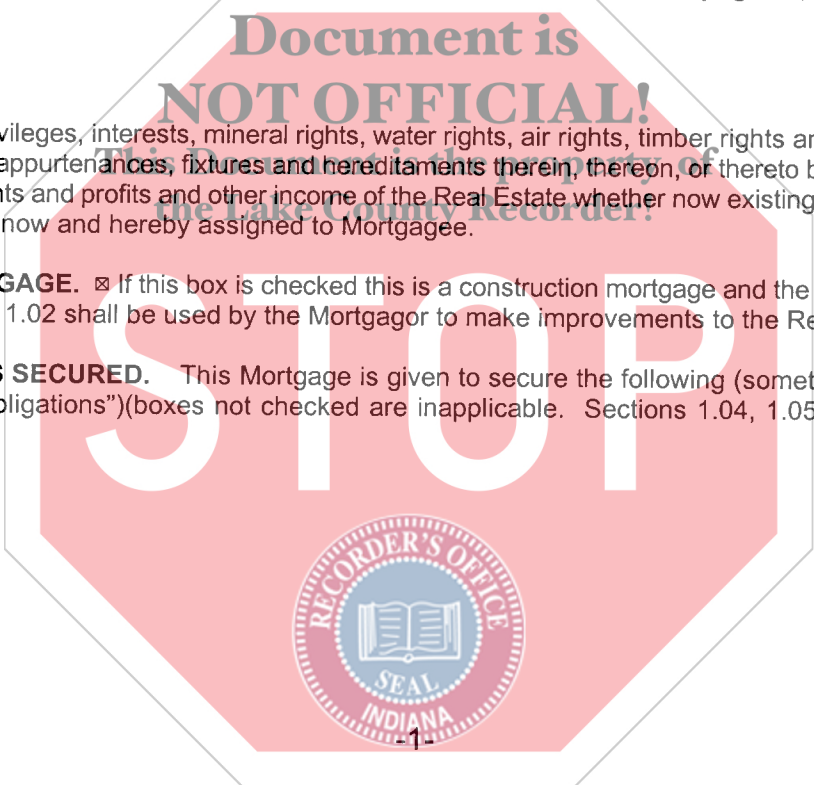 Document is
NOT OFFICIAL!
vileges, interests, mineral rights, water rights, air rights, timber rights
appurtenances, fixtures and hereditaments therein, thereon, or thereto
This Document is the property of
nts and profits and other income of the Real Estate whether now existing
the Lake County Recorder!
now and hereby assigned to Mortgagee.
GAGE. ☒ If this box is checked this is a construction mortgage and the
1.02 shall be used by the Mortgagor to make improvements to the Re
S SECURED. This Mortgage is given to secure the following (somet
oligations")(boxes not checked are inapplicable. Sections 1.04, 1.05
STOP
RECORDER'S OFFICE
SEAL
INDIANA
-1-